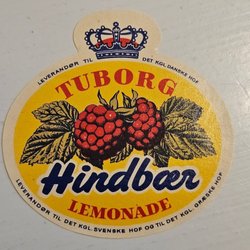 LEVERANDØR TIL DET KGL. DANSKE HOF
TUBORG
Hindbær
LEMONADE
LEVERANDØR TIL DET KGL. SVENSKE HOF OG TIL DET KGL. GRÆSKE HOF